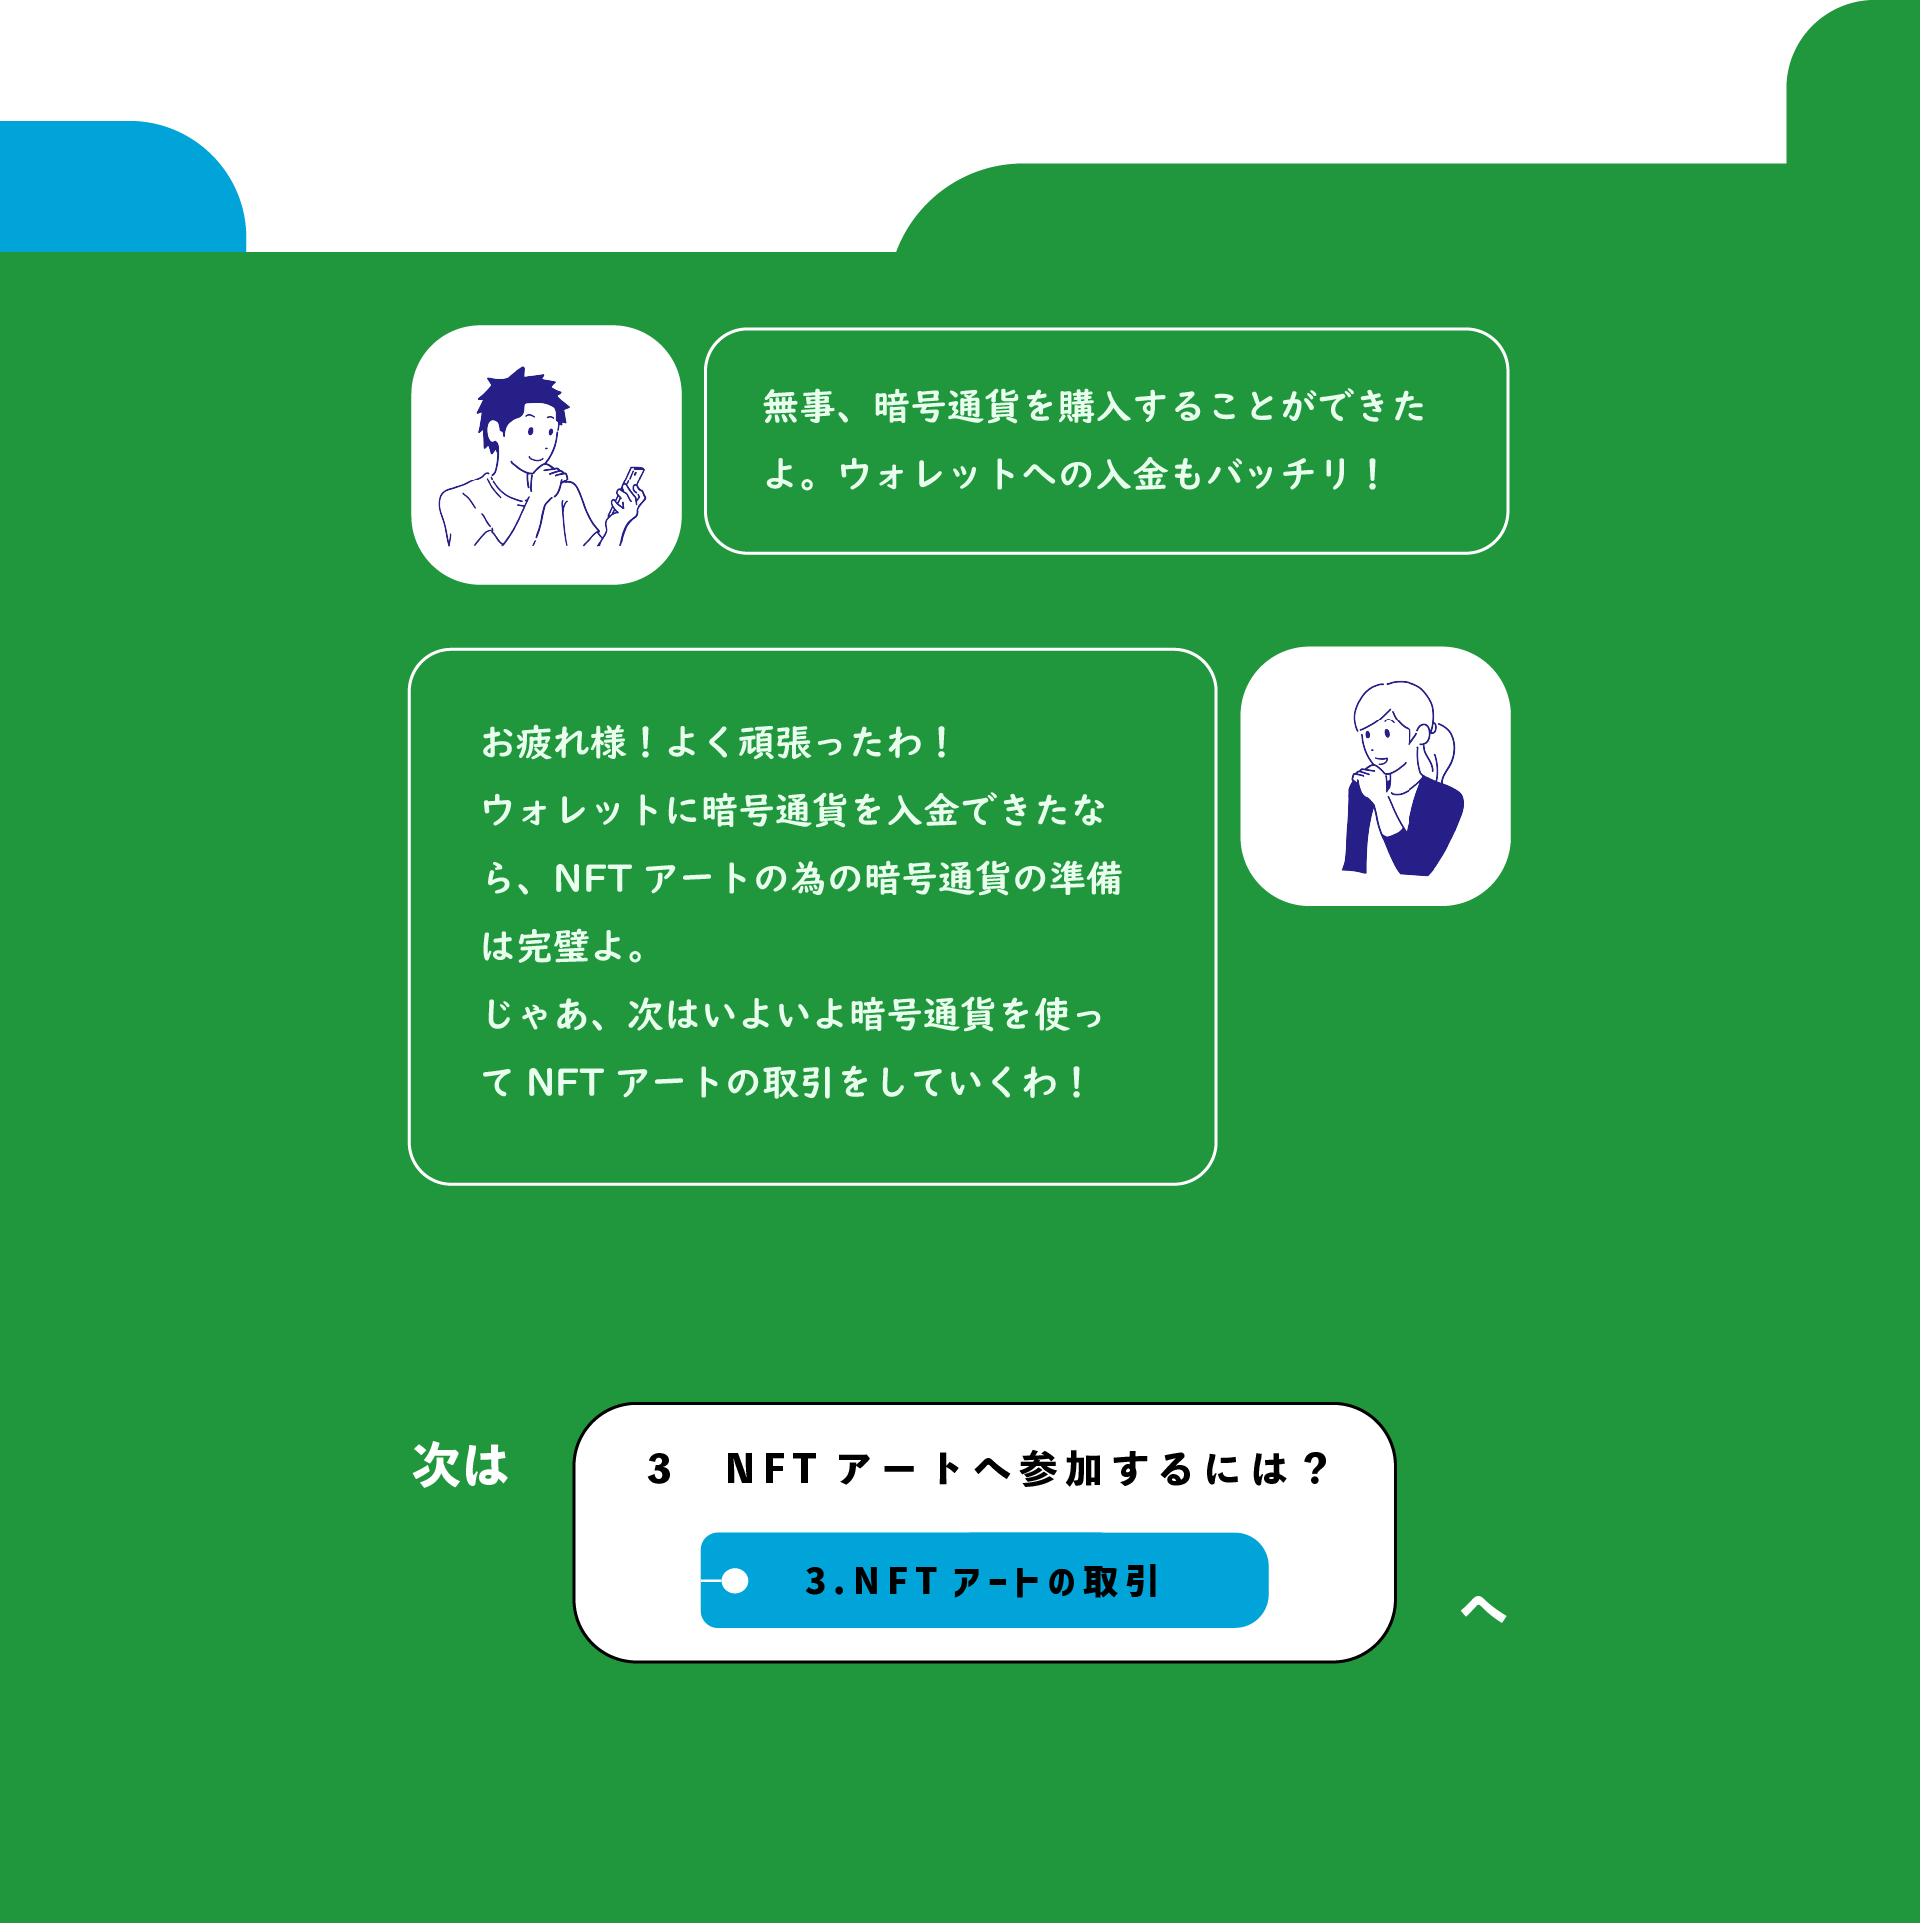 無事、暗号通貨を購入することができた
よ。ウォレットへの入金もバッチリ！
お疲れ様！よく頑張ったわ！
ウォレットに暗号通貨を入金できたな
ら、NFT アートの為の暗号通貨の準備
は完璧よ。
じゃあ、次はいよいよ暗号通貨を使っ
て NFT アートの取引をしていくわ！
次は
3　NFT アートへ参加するには？
3.NFT アートの取引
へ